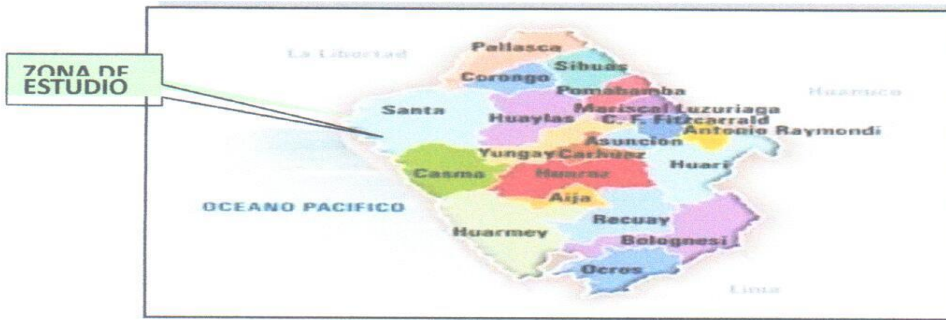 Pallasca
La Libertad
Sihuas
ZONA DE
ESTUDIO
Corongo
Pomabamba
Huanuco
Santa
Mariscal Luzuriaga
Huaylas
C. F. Fitzcarrald
Antonio Raymondi
Asuncion
Yungay
Carhuaz
Huari
Casma
Huaraz
Aija
OCEANO PACIFICO
Recuay
Huarmey
Bolognesi
Ocros
Lima